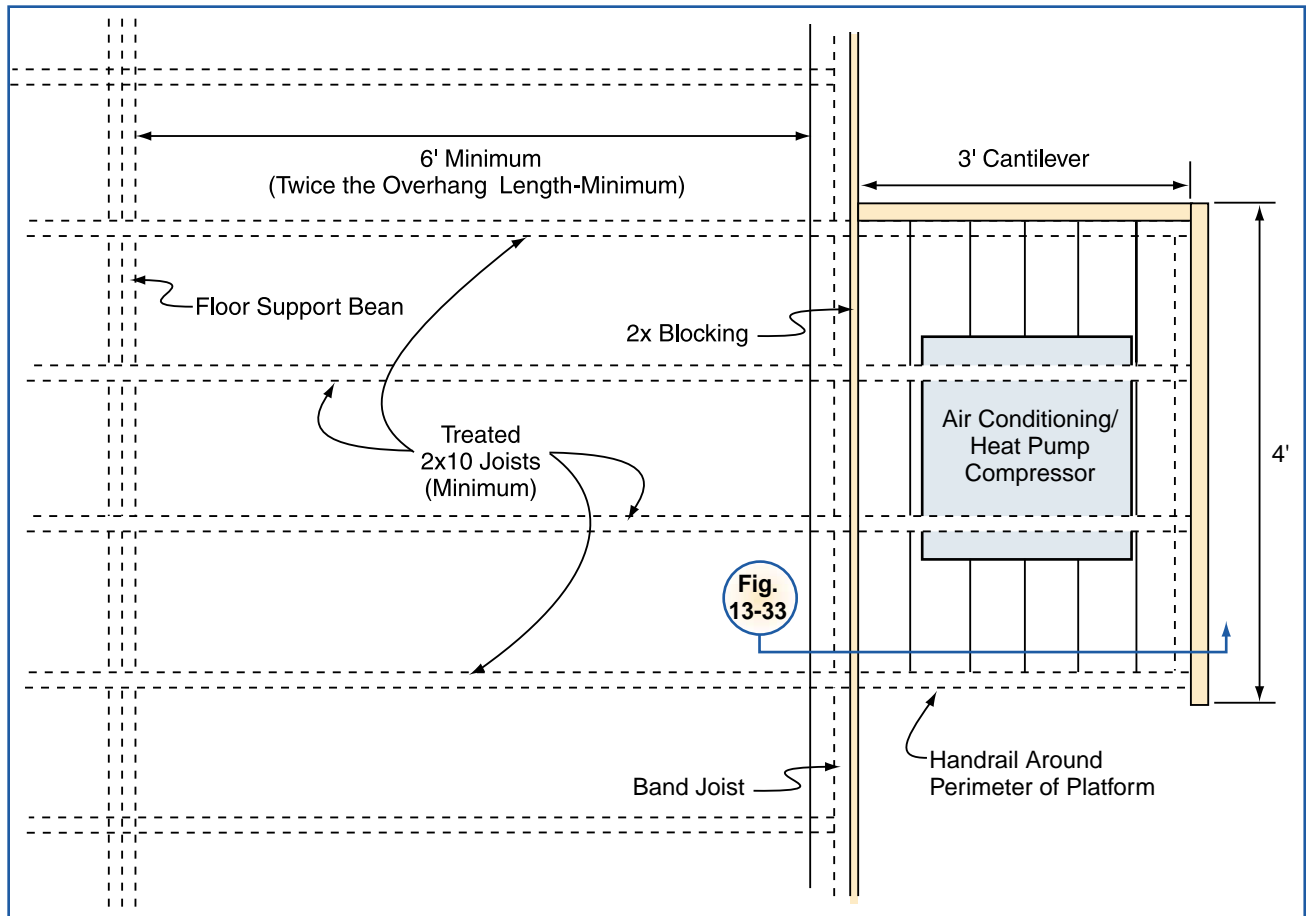 6' Minimum
(Twice the Overhang Length-Minimum)
3' Cantilever
Floor Support Bean
2x Blocking
Treated
2x10 Joists
(Minimum)
Air Conditioning/
Heat Pump
Compressor
4'
Fig.
13-33
Band Joist
Handrail Around
Perimeter of Platform